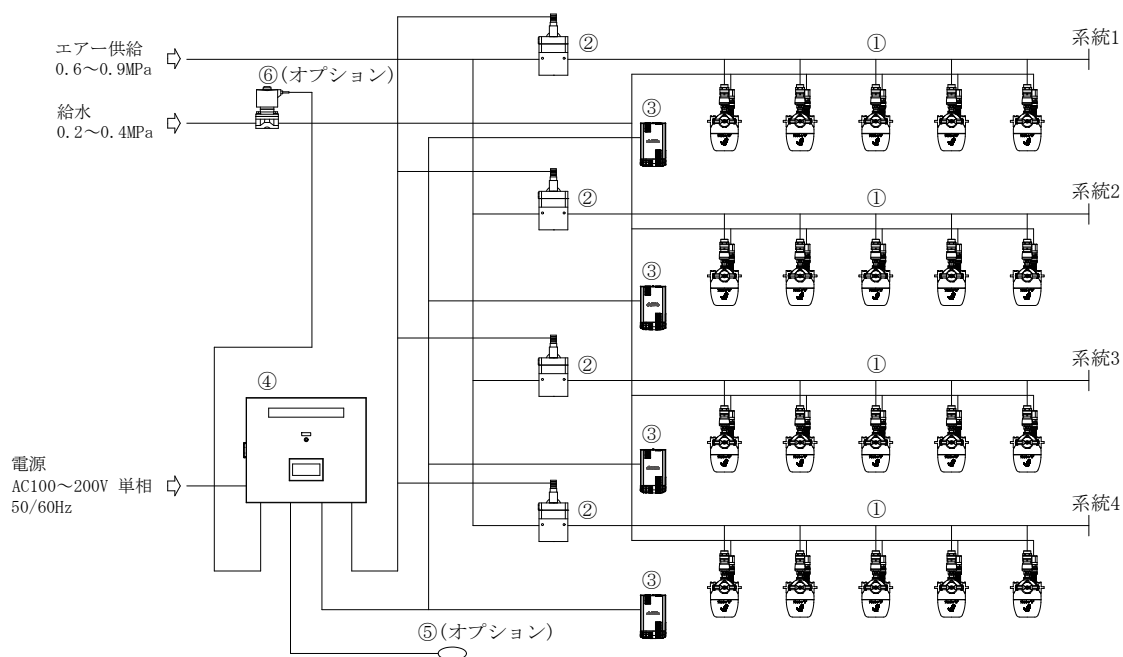 エアー供給
0.6～0.9MPa
⑥(オプション)
給水
0.2～0.4MPa
②
①
系統1
③
②
①
系統2
③
②
①
系統3
④
③
電源
AC100～200V 単相
50/60Hz
②
①
系統4
③
⑤(オプション)